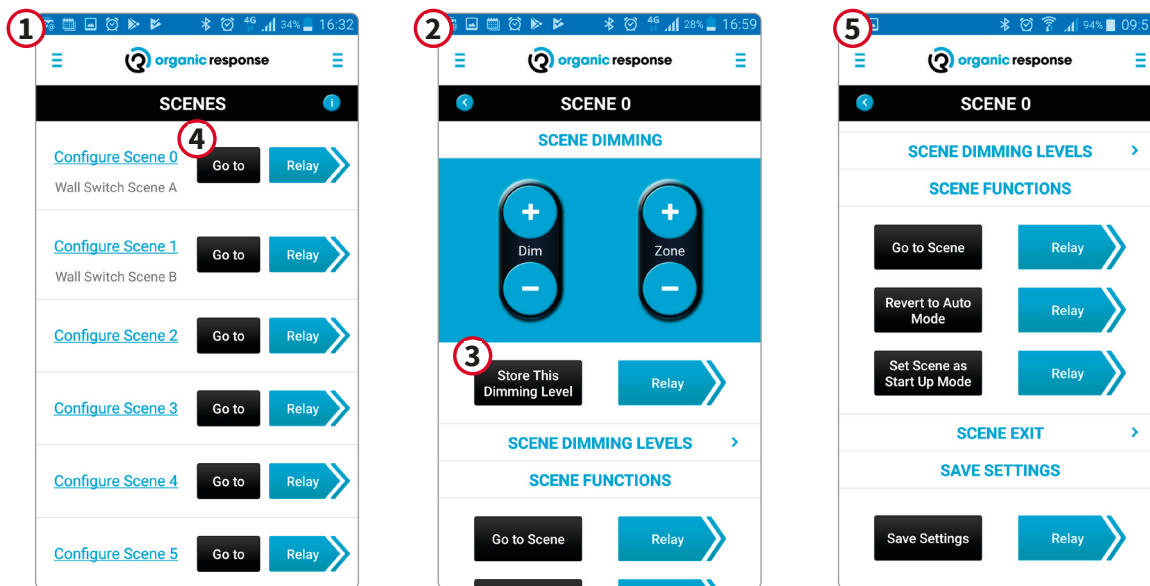 1
4G 34% 16:32
organic response
SCENES
i
4
Configure Scene 0
Go to
Relay
Wall Switch Scene A
Configure Scene 1
Go to
Relay
Wall Switch Scene B
Configure Scene 2
Go to
Relay
Configure Scene 3
Go to
Relay
Configure Scene 4
Go to
Relay
Configure Scene 5
Go to
Relay
2
4G 28% 16:59
organic response
SCENE 0
SCENE DIMMING
+
+
Dim
Zone
−
−
3
Store This
Dimming Level
Relay
SCENE DIMMING LEVELS
SCENE FUNCTIONS
Go to Scene
Relay
5
94% 09:5
organic response
SCENE 0
SCENE DIMMING LEVELS
SCENE FUNCTIONS
Go to Scene
Relay
Revert to Auto
Mode
Relay
Set Scene as
Start Up Mode
Relay
SCENE EXIT
SAVE SETTINGS
Save Settings
Relay